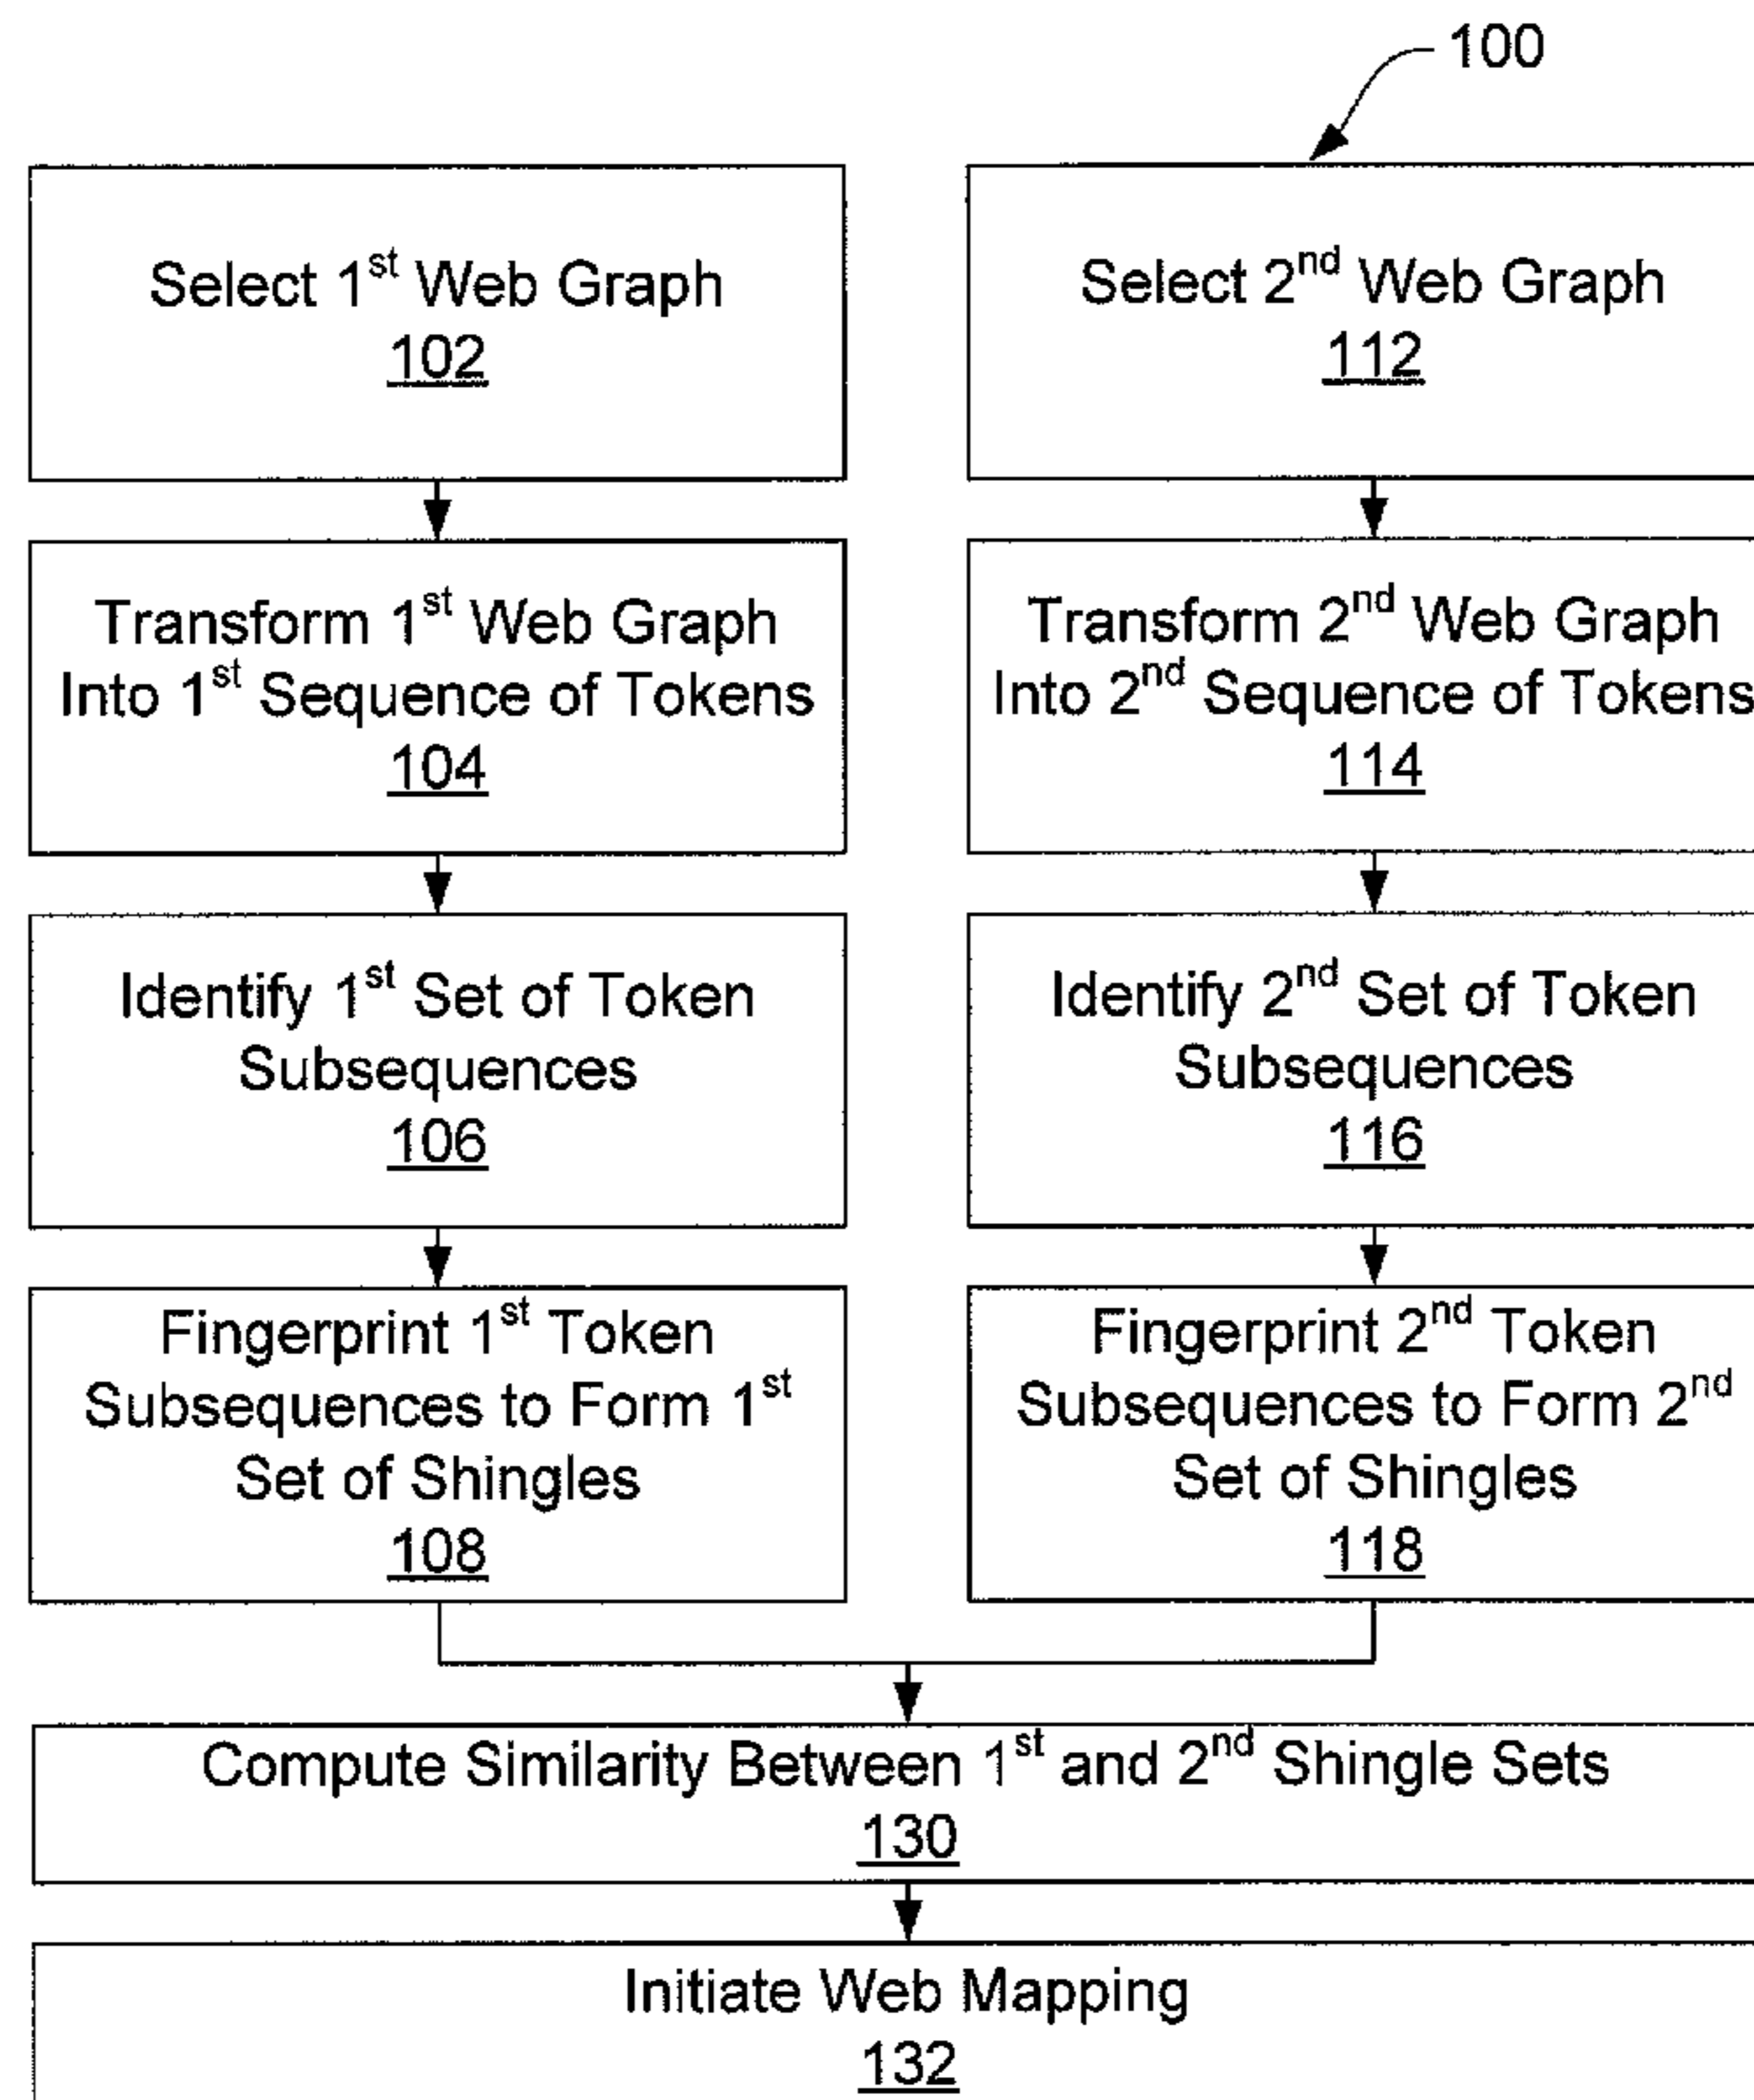 100
Select 1st Web Graph
102
Select 2nd Web Graph
112
Transform 1st Web Graph
Into 1st Sequence of Tokens
104
Transform 2nd Web Graph
Into 2nd Sequence of Tokens
114
Identify 1st Set of Token
Subsequences
106
Identify 2nd Set of Token
Subsequences
116
Fingerprint 1st Token
Subsequences to Form 1st
Set of Shingles
108
Fingerprint 2nd Token
Subsequences to Form 2nd
Set of Shingles
118
Compute Similarity Between 1st and 2nd Shingle Sets
130
Initiate Web Mapping
132